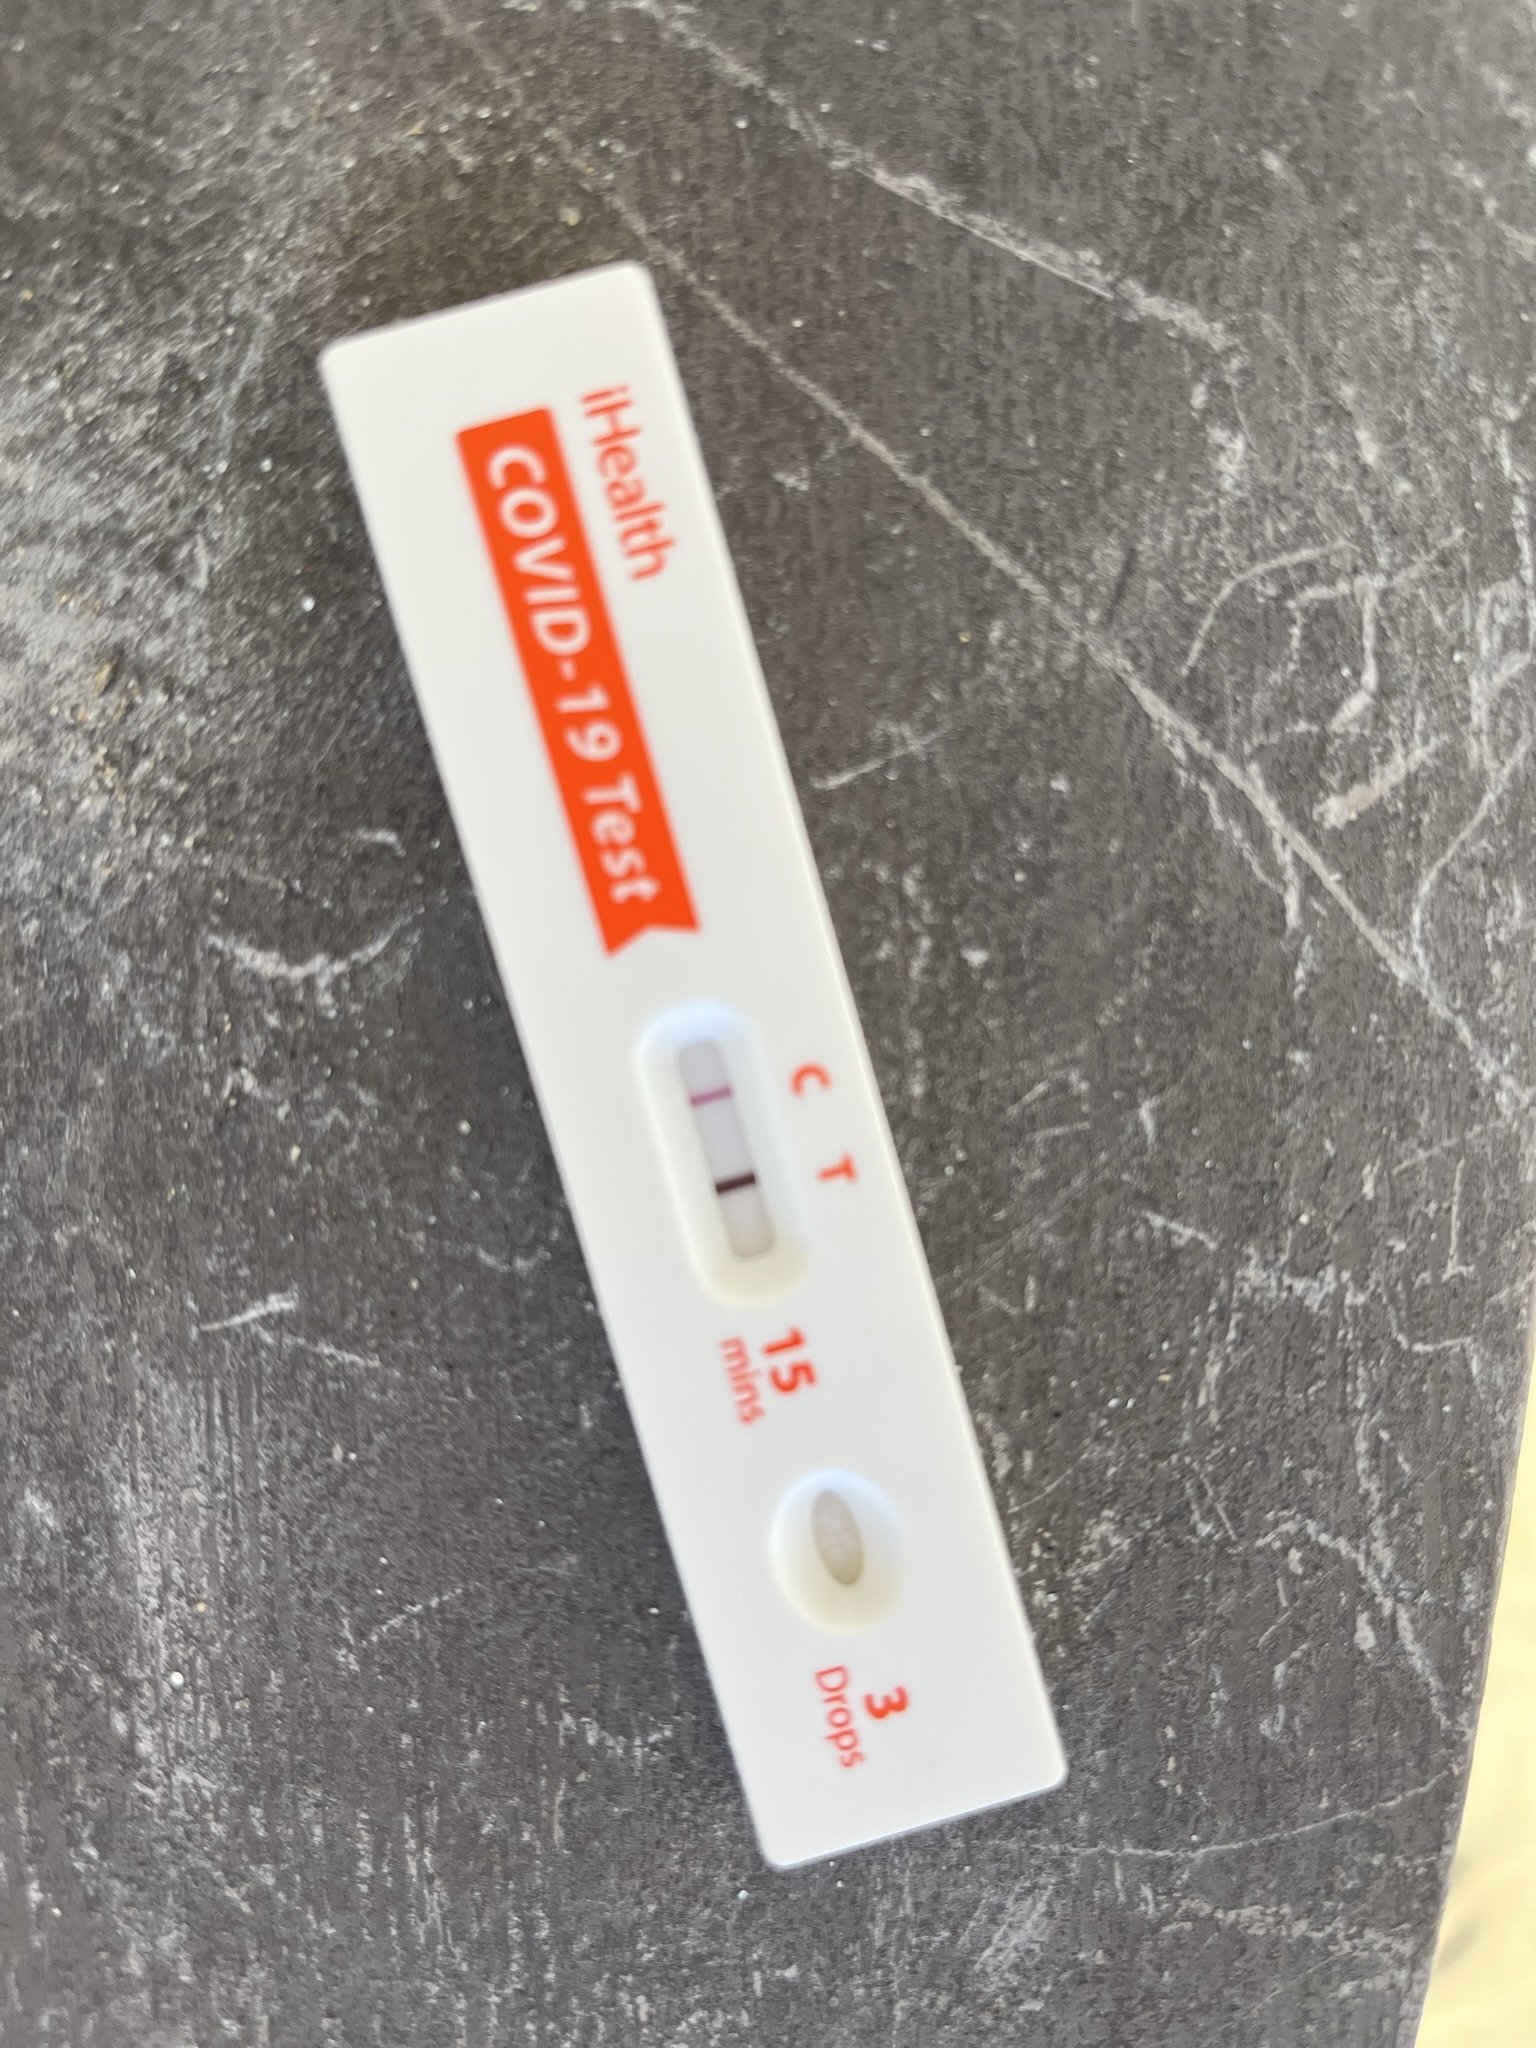 iHealth
COVID-19 Test
C
T
15
mins
3
Drops